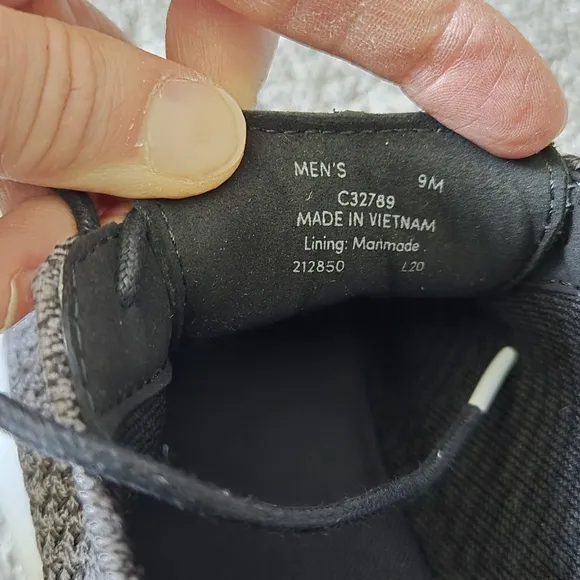 MEN'S 9M
C32789
MADE IN VIETNAM
Lining: Manmade
212850 L20